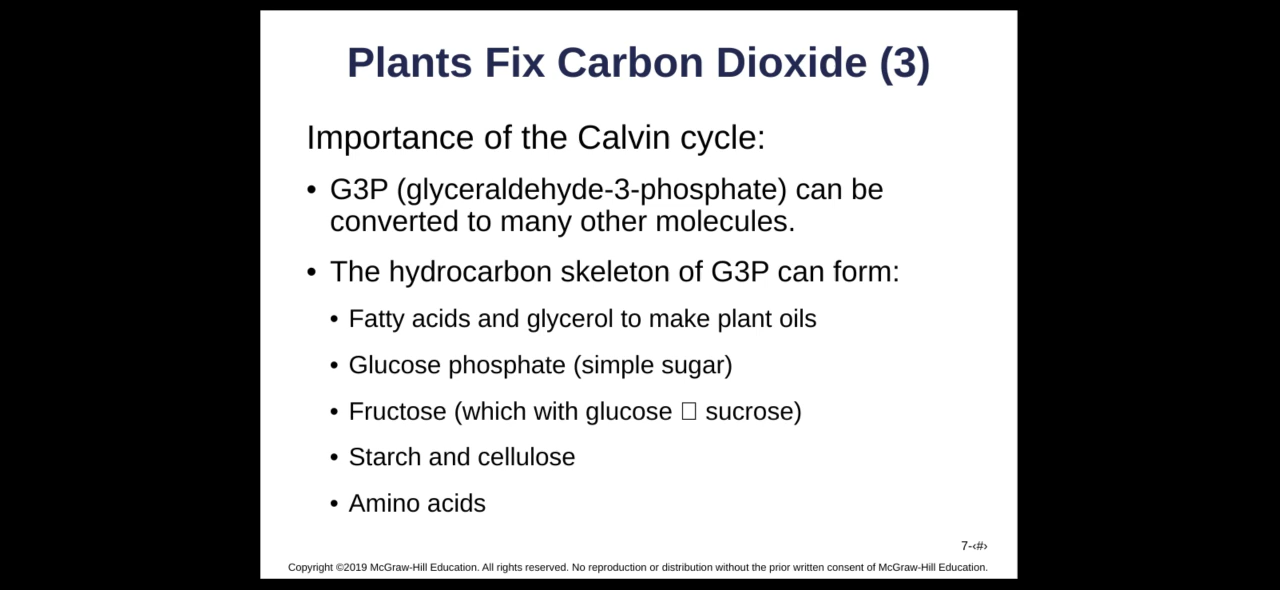 Plants Fix Carbon Dioxide (3)
Importance of the Calvin cycle:
• G3P (glyceraldehyde-3-phosphate) can be
converted to many other molecules.
• The hydrocarbon skeleton of G3P can form:
• Fatty acids and glycerol to make plant oils
• Glucose phosphate (simple sugar)
• Fructose (which with glucose □ sucrose)
• Starch and cellulose
• Amino acids
7-‹#›
Copyright ©2019 McGraw-Hill Education. All rights reserved. No reproduction or distribution without the prior written consent of McGraw-Hill Education.